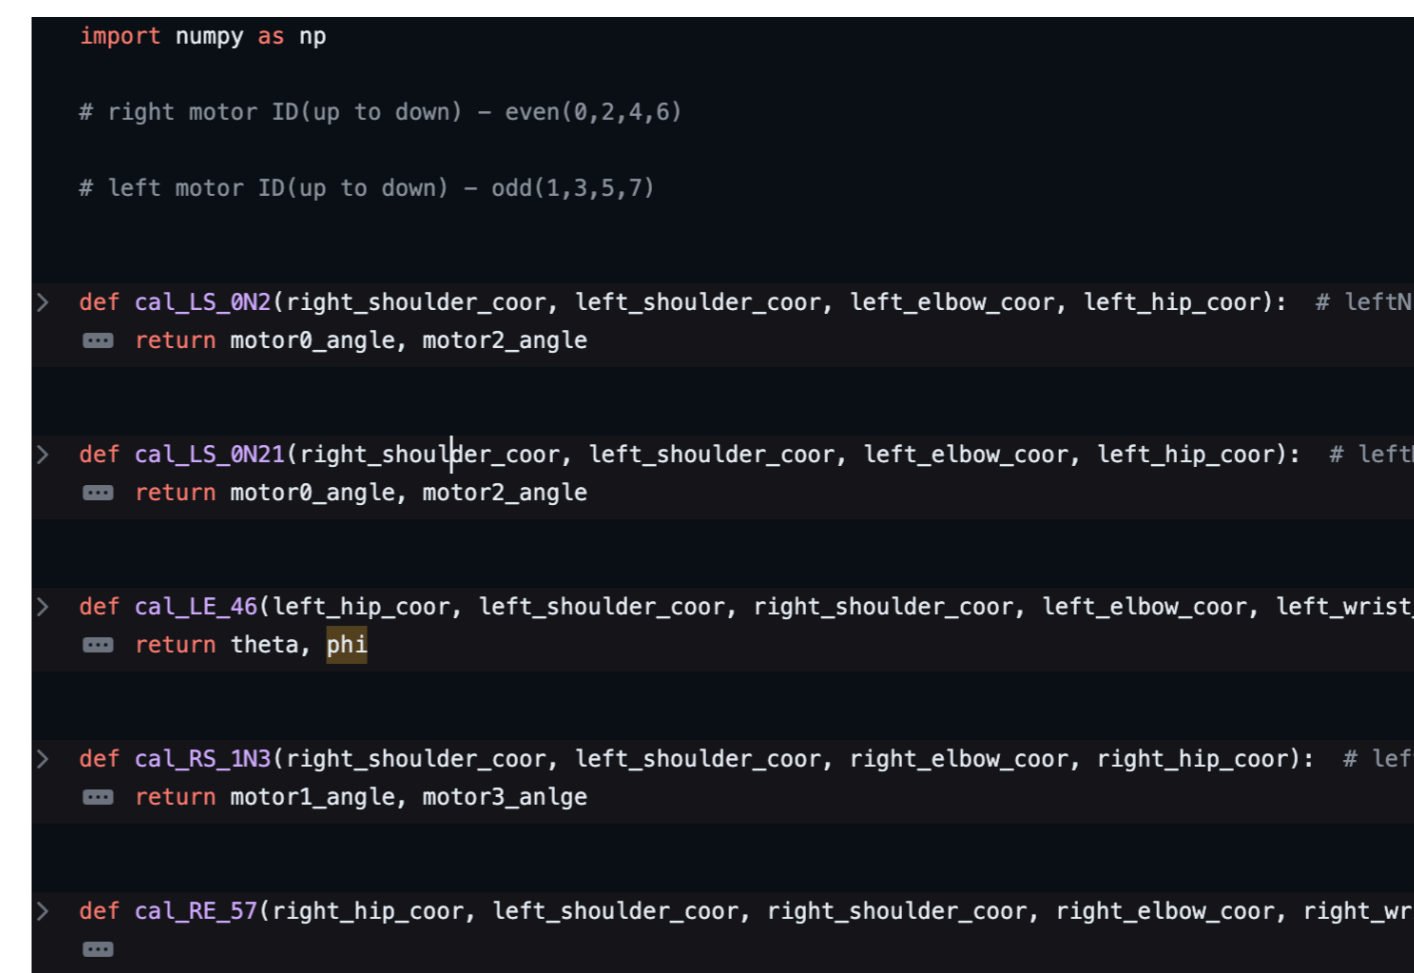 import numpy as np
# right motor ID(up to down) – even(0,2,4,6)
# left motor ID(up to down) – odd(1,3,5,7)
def cal_LS_0N2(right_shoulder_coor, left_shoulder_coor, left_elbow_coor, left_hip_coor):  # leftN
return motor0_angle, motor2_angle
def cal_LS_0N21(right_shoulder_coor, left_shoulder_coor, left_elbow_coor, left_hip_coor):  # left
return motor0_angle, motor2_angle
def cal_LE_46(left_hip_coor, left_shoulder_coor, right_shoulder_coor, left_elbow_coor, left_wrist_
return theta, phi
def cal_RS_1N3(right_shoulder_coor, left_shoulder_coor, right_elbow_coor, right_hip_coor):  # lef
return motor1_angle, motor3_anlge
def cal_RE_57(right_hip_coor, left_shoulder_coor, right_shoulder_coor, right_elbow_coor, right_wr